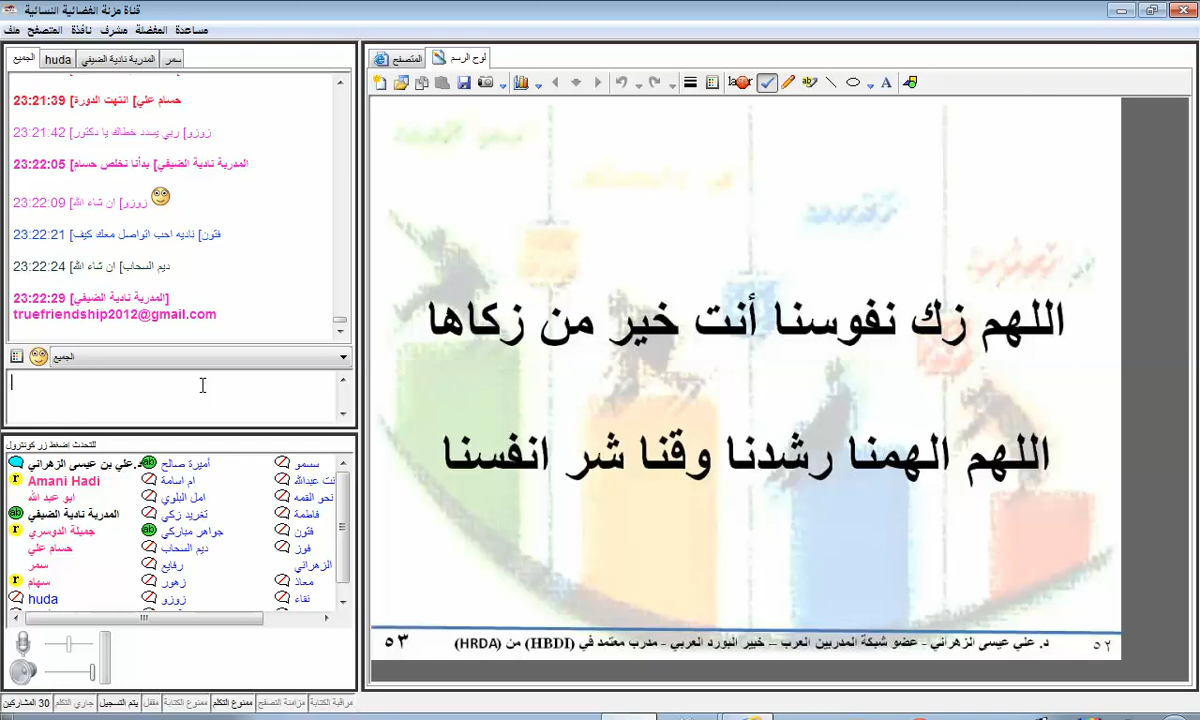 قناة مزنة الفضائية النسائية
ملف المتصفح مشرف نافذة المفضلة مساعدة
الجميع huda المدربة نادية الضيفي سمر
23:21:39 [حسام علي] انتهت الدورة
23:21:42 [زوزو] ربي يسدد خطاك يا دكتور
23:22:05 [المدربة نادية الضيفي] بدأنا نخلص حسام
23:22:09 [زوزو] ان شاء الله
23:22:21 [فتون] ناديه احب اتواصل معك كيف
23:22:24 [ديم السحاب] ان شاء الله
23:22:29 [المدربة نادية الضيفي]
truefriendship2012@gmail.com
الجميع
للتحدث اضغط زر كونترول
د.علي بن عيسى الزهراني أميرة صالح سسمو
Amani Hadi ام اسامة نت عبدالله
ابو عبد الله امل البلوي نحو القمه
المدربة نادية الضيفي تغريد زكي فاطمة
جميلة الدوسري جواهر مباركي فتون
حسام علي ديم السحاب فوز
سمر رفايع الزهراني
سهام زهور معاذ
huda زوزو نقاء
30 المشاركين ممنوع التكلم يتم التسجيل جاري التكلم مقفل ممنوع الكتابة مزامنة التصفح مراقبة الكتابة
المتصفح لوح الرسم
اللهم زك نفوسنا أنت خير من زكاها
اللهم الهمنا رشدنا وقنا شر انفسنا
د. علي عيسى الزهراني - عضو شبكة المدربين العرب – خبير البورد العربي - مدرب معتمد في (HBDI) من (HRDA)
٥٢ ٥٣